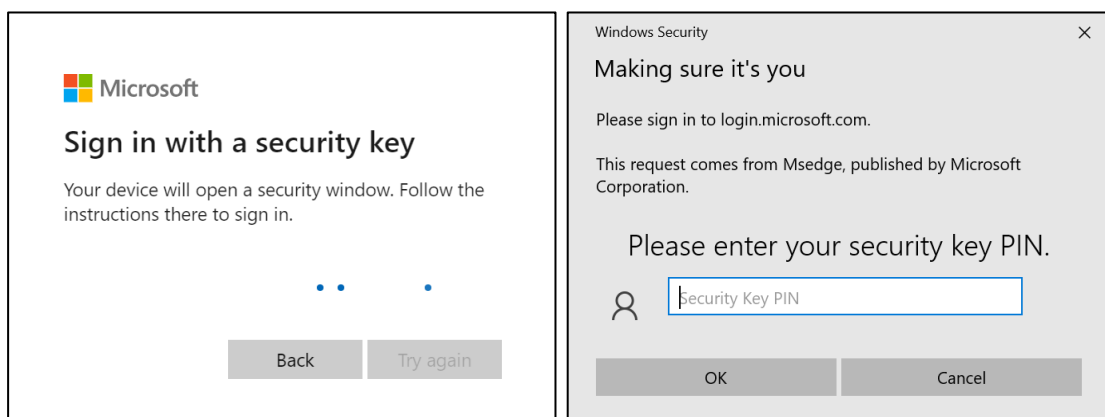 Microsoft
Sign in with a security key
Your device will open a security window. Follow the
instructions there to sign in.
Back
Try again
Windows Security
Making sure it's you
Please sign in to login.microsoft.com.
This request comes from Msedge, published by Microsoft
Corporation.
Please enter your security key PIN.
Security Key PIN
OK
Cancel